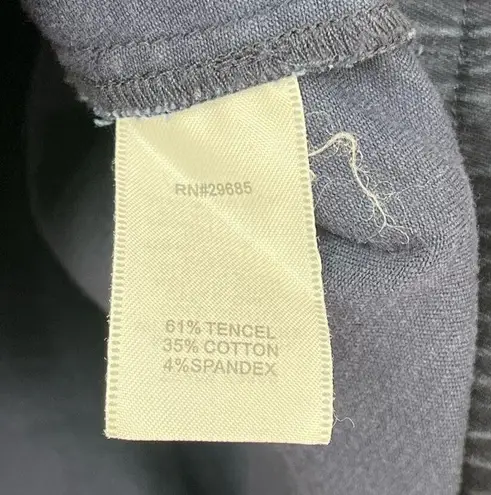 RN#29685
61% TENCEL
35% COTTON
4%SPANDEX